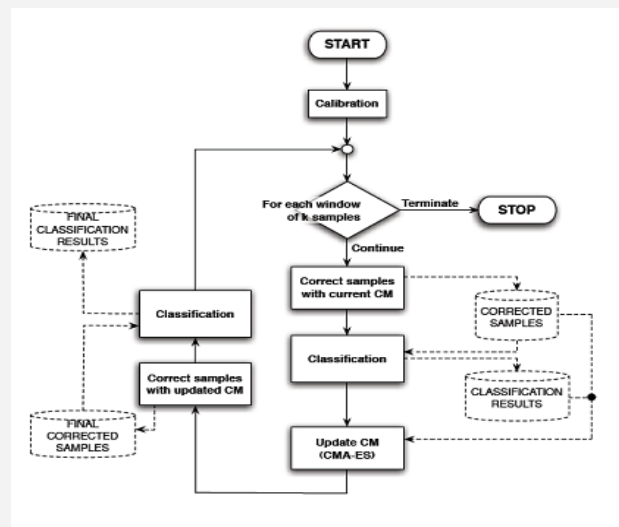 START
Calibration
For each window
of k samples
Terminate
STOP
Continue
FINAL
CLASSIFICATION
RESULTS
Correct samples
with current CM
CORRECTED
SAMPLES
Classification
Classification
CLASSIFICATION
RESULTS
Correct samples
with updated CM
FINAL
CORRECTED
SAMPLES
Update CM
(CMA-ES)